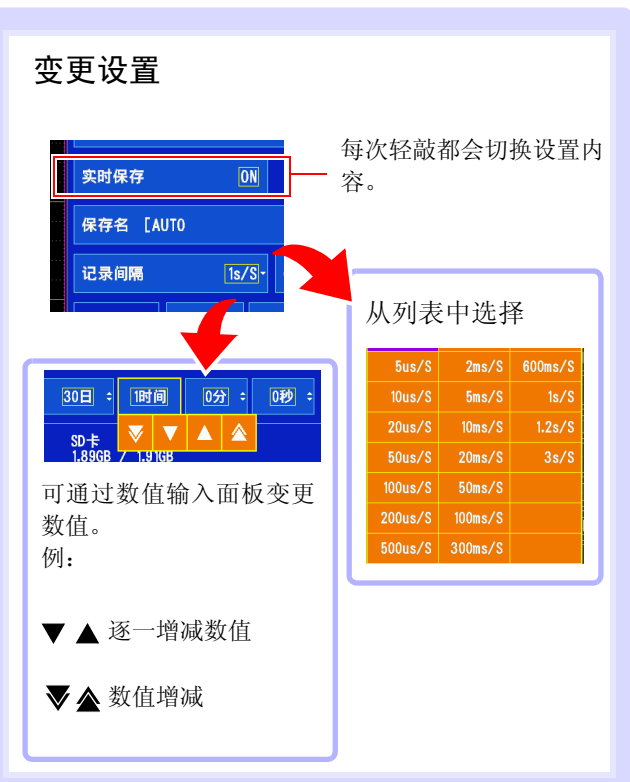 变更设置
每次轻敲都会切换设置内
容。
实时保存 ON
保存名 [AUTO
记录间隔 1s/S
从列表中选择
5us/S 2ms/S 600ms/S
10us/S 5ms/S 1s/S
20us/S 10ms/S 1.2s/S
50us/S 20ms/S 3s/S
100us/S 50ms/S
200us/S 100ms/S
500us/S 300ms/S
30日 1时间 0分 0秒
SD卡
1.89GB / 1.91GB
可通过数值输入面板变更
数值。
例：
▼ ▲ 逐一增减数值
数值增减